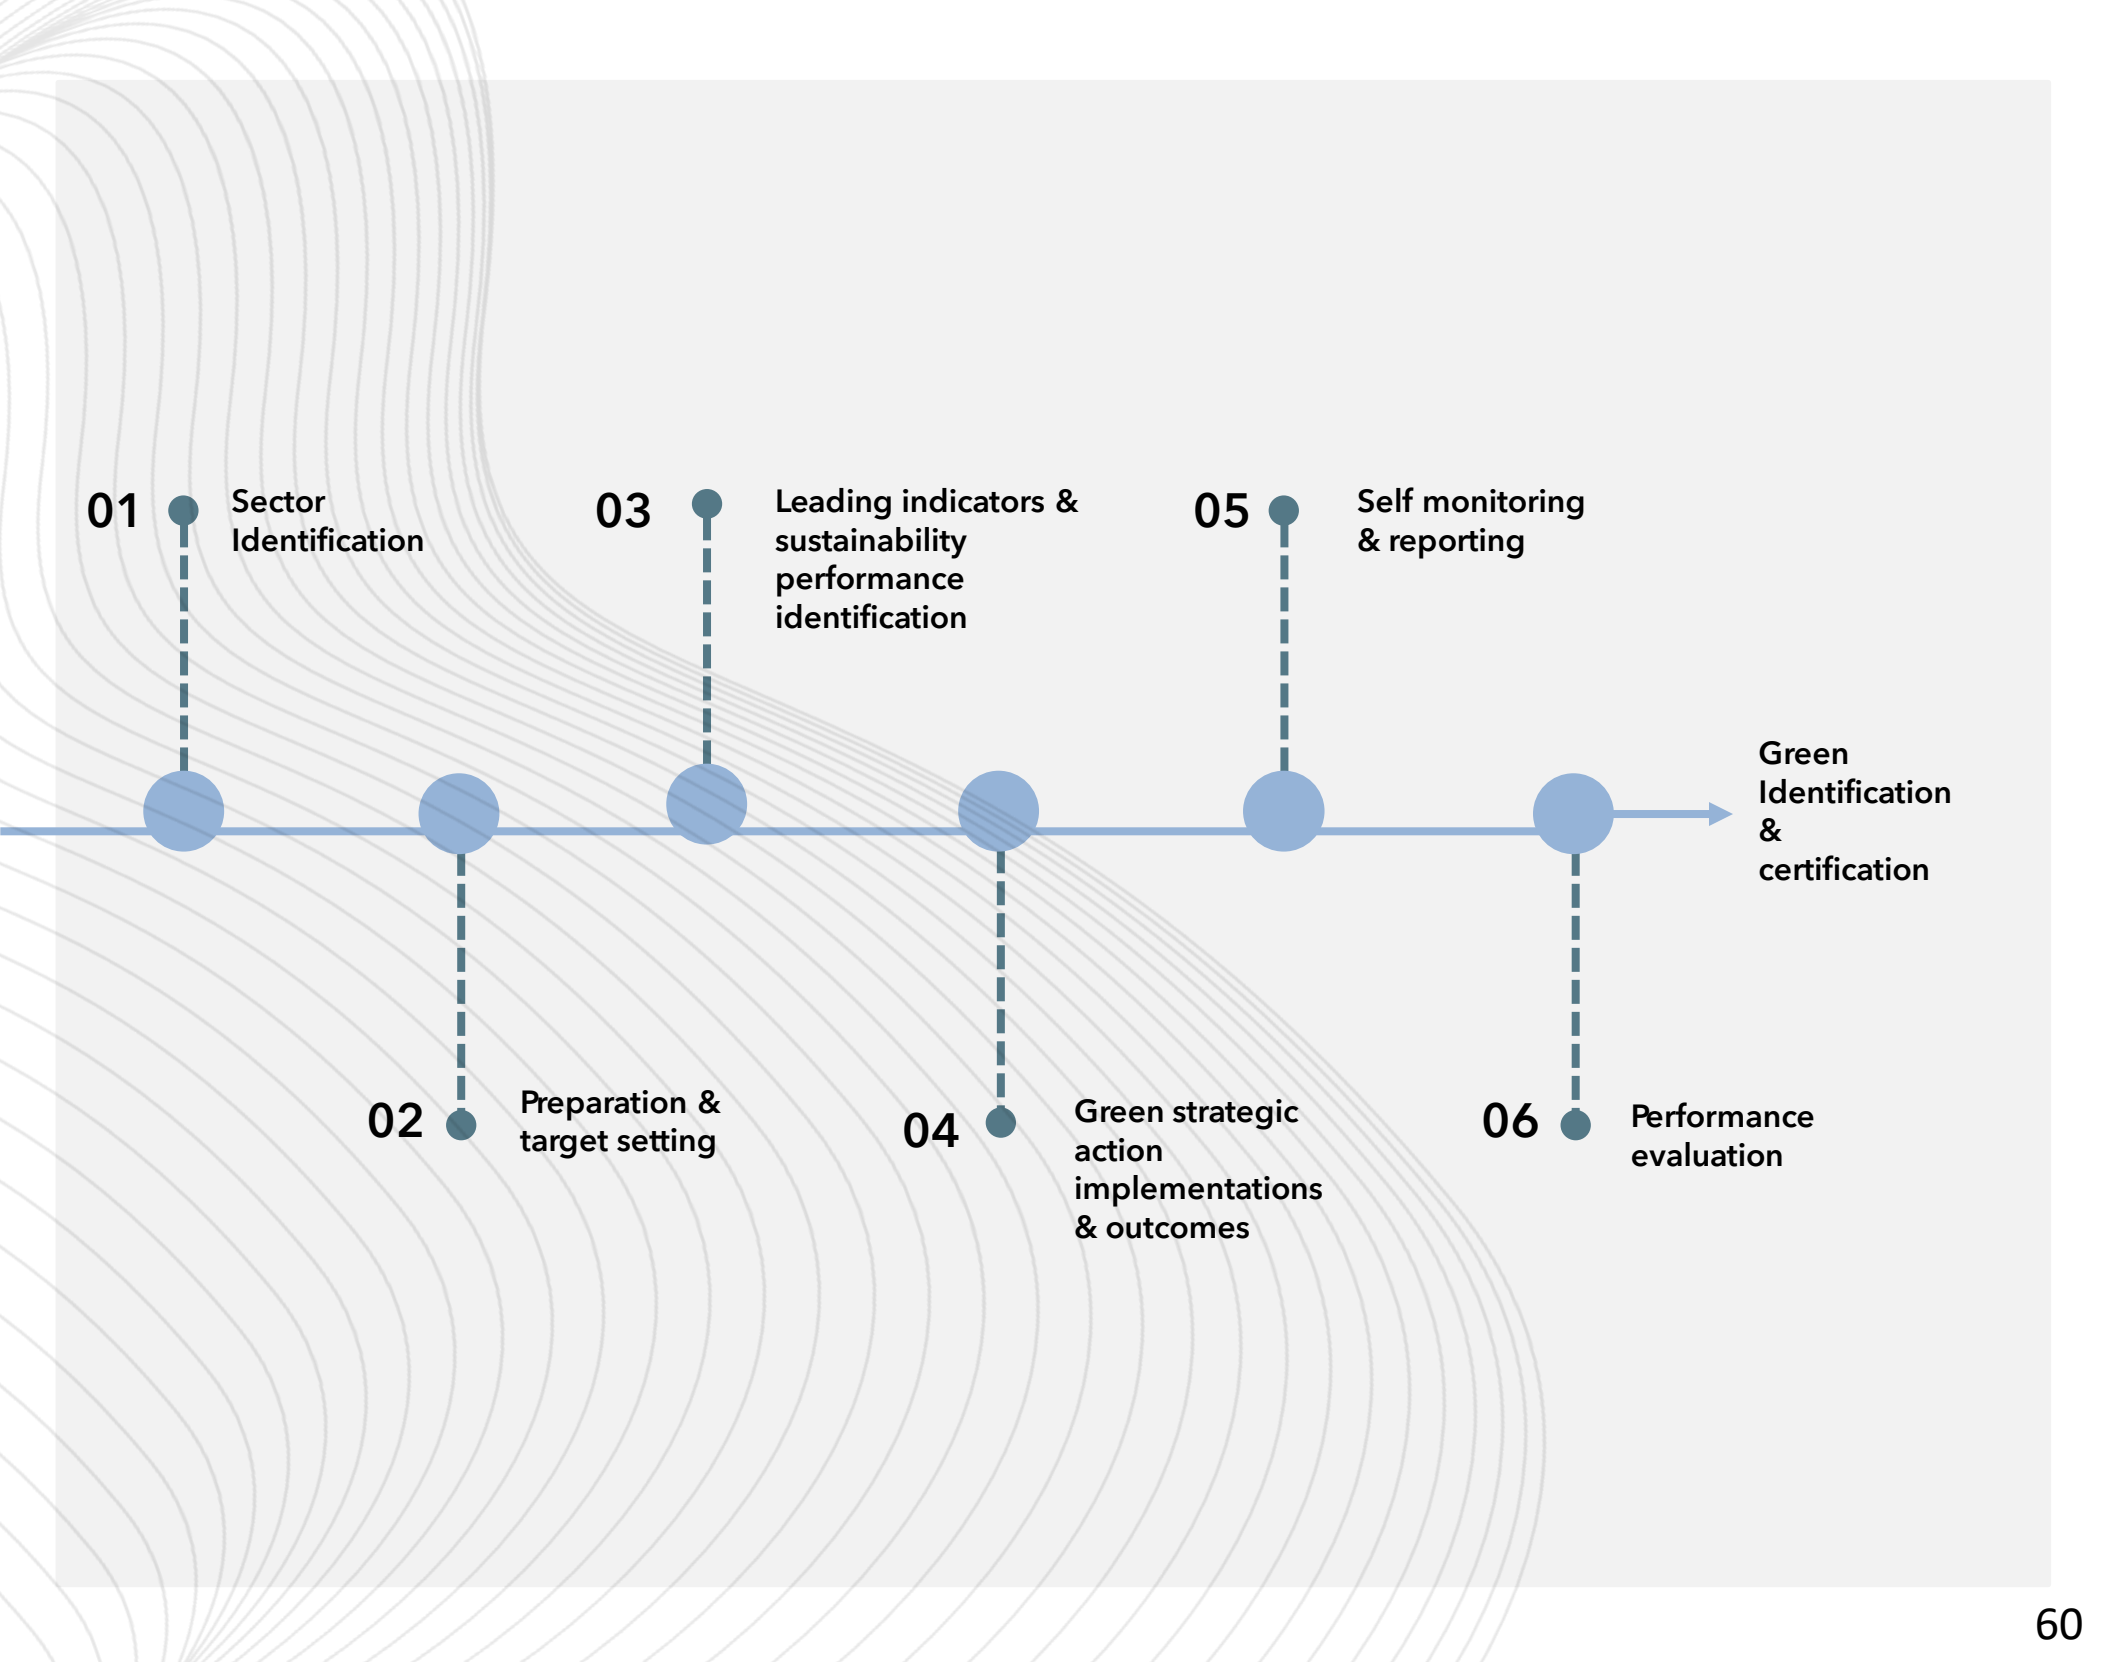 01
Sector
Identification
03
Leading indicators &
sustainability
performance
identification
05
Self monitoring
& reporting
Green
Identification
&
certification
02
Preparation &
target setting
04
Green strategic
action
implementations
& outcomes
06
Performance
evaluation
60